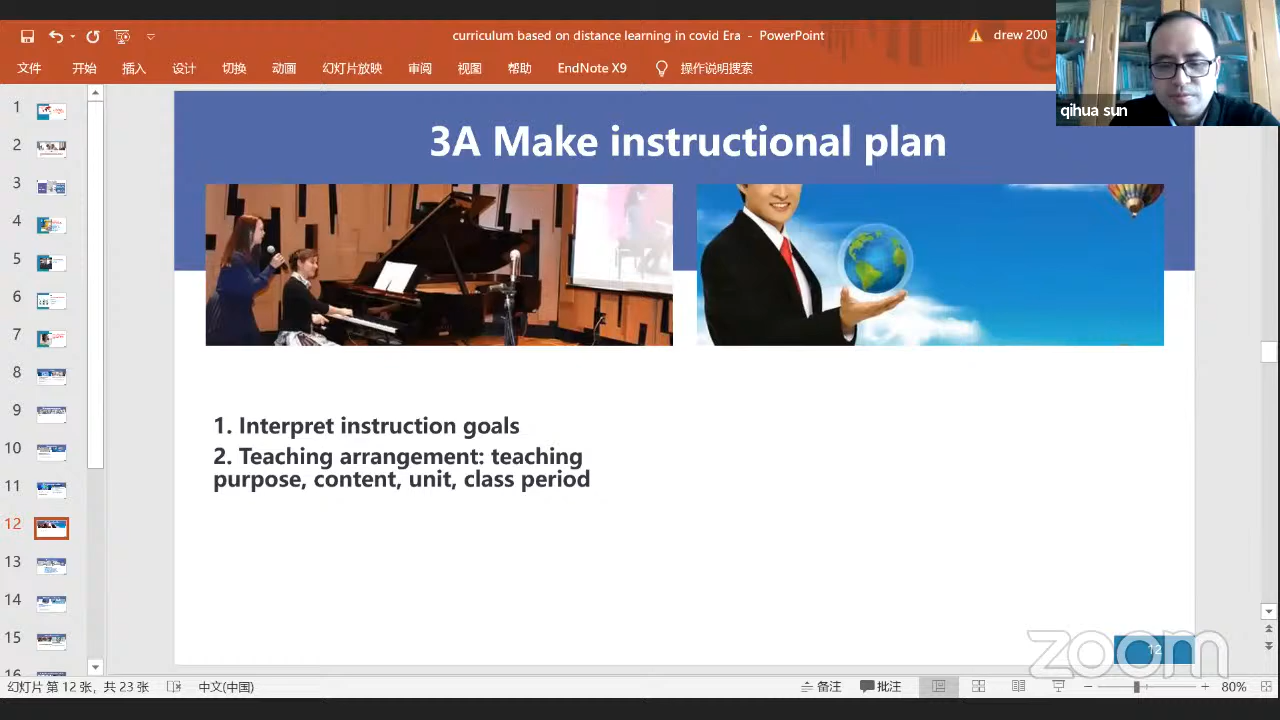 curriculum based on distance learning in covid Era - PowerPoint
drew 200
文件 开始 插入 设计 切换 动画 幻灯片放映 审阅 视图 帮助 EndNote X9 操作说明搜索
qihua sun
1
2
3
4
5
6
7
8
9
10
11
12
13
14
15
16
3A Make instructional plan
1. Interpret instruction goals
2. Teaching arrangement: teaching
purpose, content, unit, class period
12
zoom
幻灯片 第 12 张，共 23 张 中文(中国) 备注 批注 80%